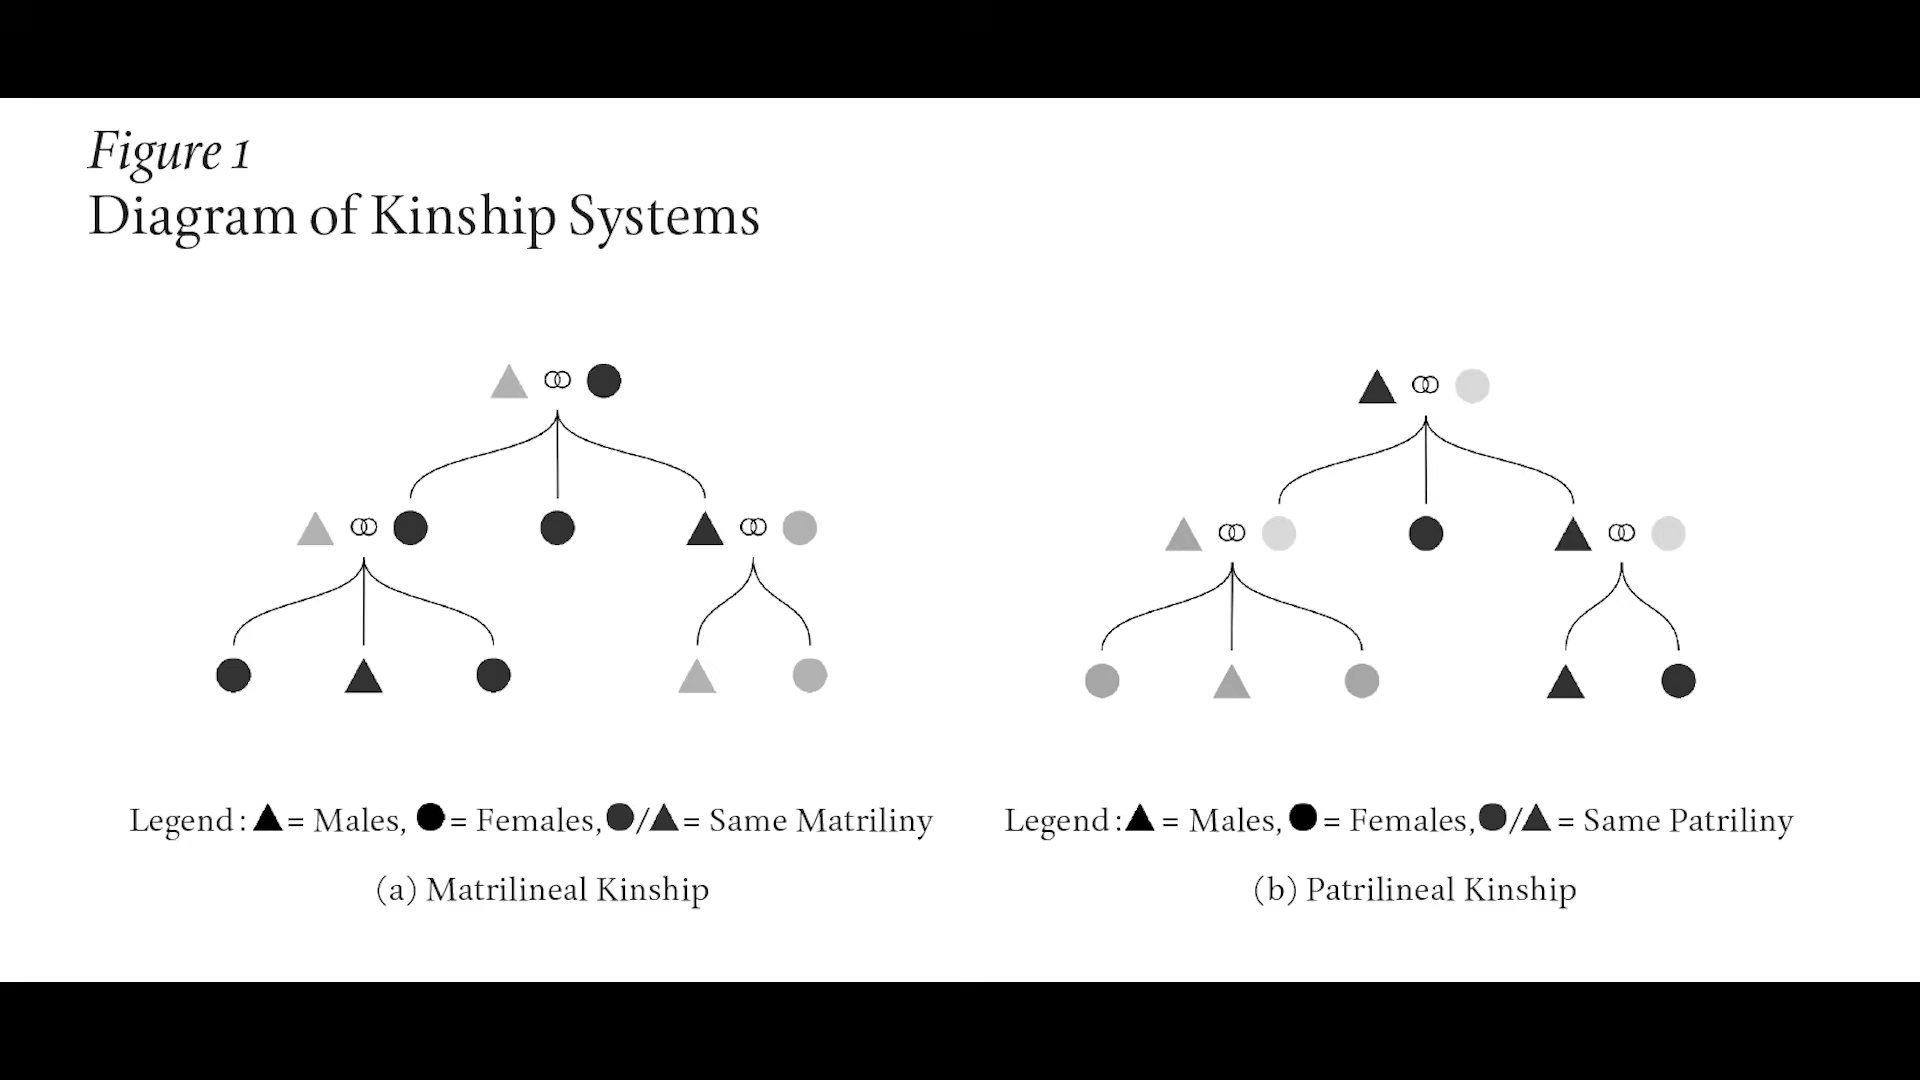 Figure 1
Diagram of Kinship Systems
Legend: = Males, = Females, / = Same Matriliny
(a) Matrilineal Kinship
Legend: = Males, = Females, / = Same Patriliny
(b) Patrilineal Kinship